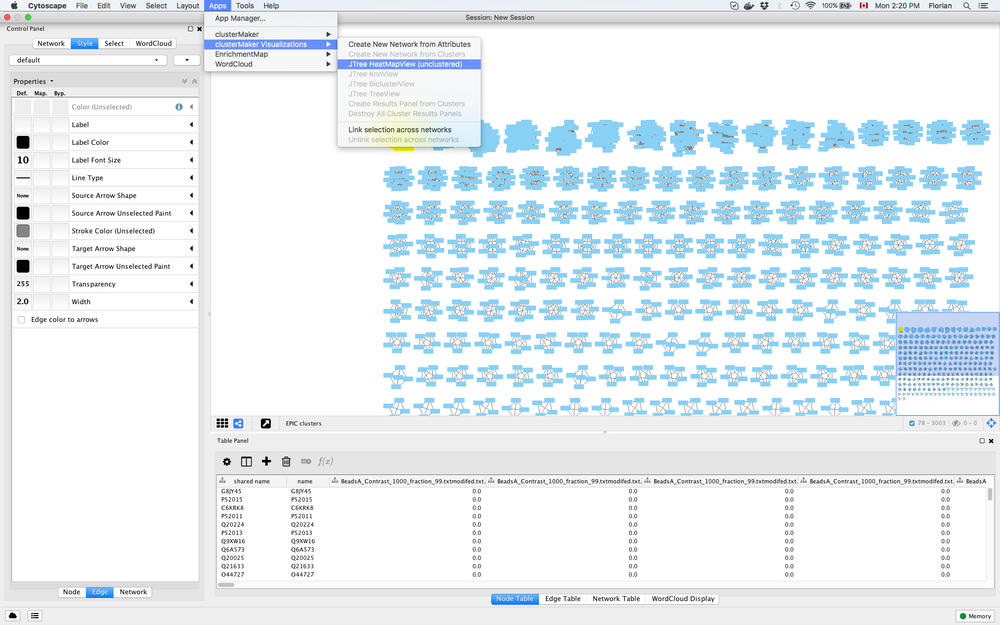 Cytoscape File Edit View Select Layout Apps Tools Help 100% Mon 2:20 PM Florian
Session: New Session
Control Panel
Network Style Select WordCloud
default
Properties
Def. Map. Byp.
Color (Unselected)
Label
Label Color
10 Label Font Size
Line Type
None Source Arrow Shape
Source Arrow Unselected Paint
Stroke Color (Unselected)
None Target Arrow Shape
Target Arrow Unselected Paint
255 Transparency
2.0 Width
Edge color to arrows
Node Edge Network
App Manager...
clusterMaker
clusterMaker Visualizations
EnrichmentMap
WordCloud
Create New Network from Attributes
Create New Network from Clusters
JTree HeatMapView (unclustered)
JTree KnnView
JTree BiclusterView
JTree TreeView
Create Results Panel from Clusters
Destroy All Cluster Results Panels
Link selection across networks
Unlink selection across networks
EPIC clusters
78 - 3003 0 - 0
Table Panel
f(x)
shared name name BeadsA_Contrast_1000_fraction_99.txtmodifed.txt. BeadsA_Contrast_1000_fraction_99.txtmodifed.txt. BeadsA_Contrast_1000_fraction_99.txtmodifed.txt. BeadsA_Contrast_1000_fraction_99.txtmodifed.txt. BeadsA
G8JY45 G8JY45 0.0 0.0 0.0 0.0
P52015 P52015 0.0 0.0 0.0 0.0
C6KRK8 C6KRK8 0.0 0.0 0.0 0.0
P52011 P52011 0.0 0.0 0.0 0.0
Q20224 Q20224 0.0 0.0 0.0 0.0
P52013 P52013 0.0 0.0 0.0 0.0
Q9XW16 Q9XW16 0.0 0.0 0.0 0.0
Q6A573 Q6A573 0.0 0.0 0.0 0.0
Q20025 Q20025 0.0 0.0 0.0 0.0
Q21633 Q21633 0.0 0.0 0.0 0.0
O44727 O44727 0.0 0.0 0.0 0.0
Node Table Edge Table Network Table WordCloud Display
Memory